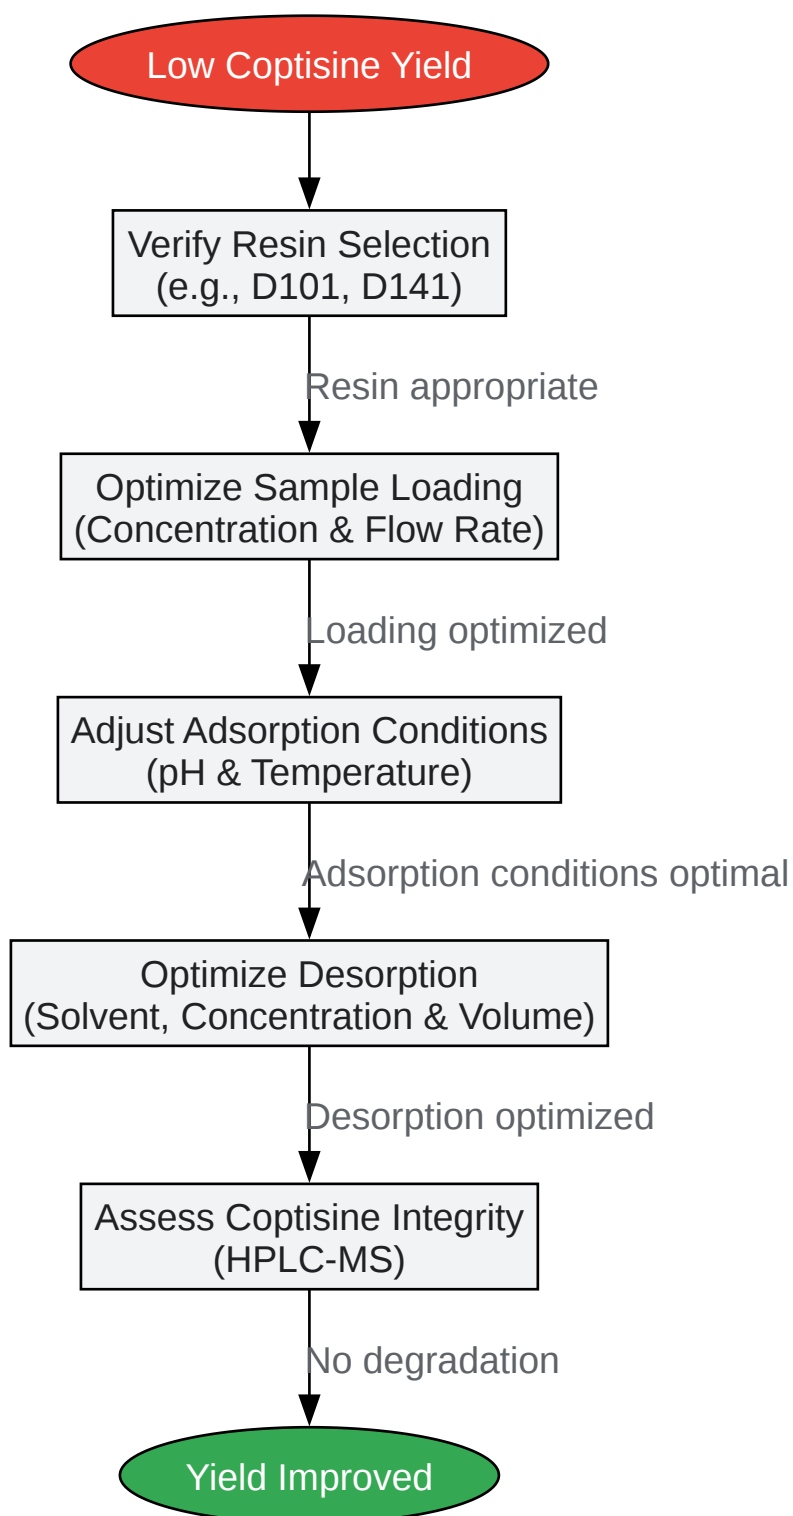 Low Coptisine Yield
Verify Resin Selection
(e.g., D101, D141)
Resin appropriate
Optimize Sample Loading
(Concentration & Flow Rate)
Loading optimized
Adjust Adsorption Conditions
(pH & Temperature)
Adsorption conditions optimal
Optimize Desorption
(Solvent, Concentration & Volume)
Desorption optimized
Assess Coptisine Integrity
(HPLC-MS)
No degradation
Yield Improved